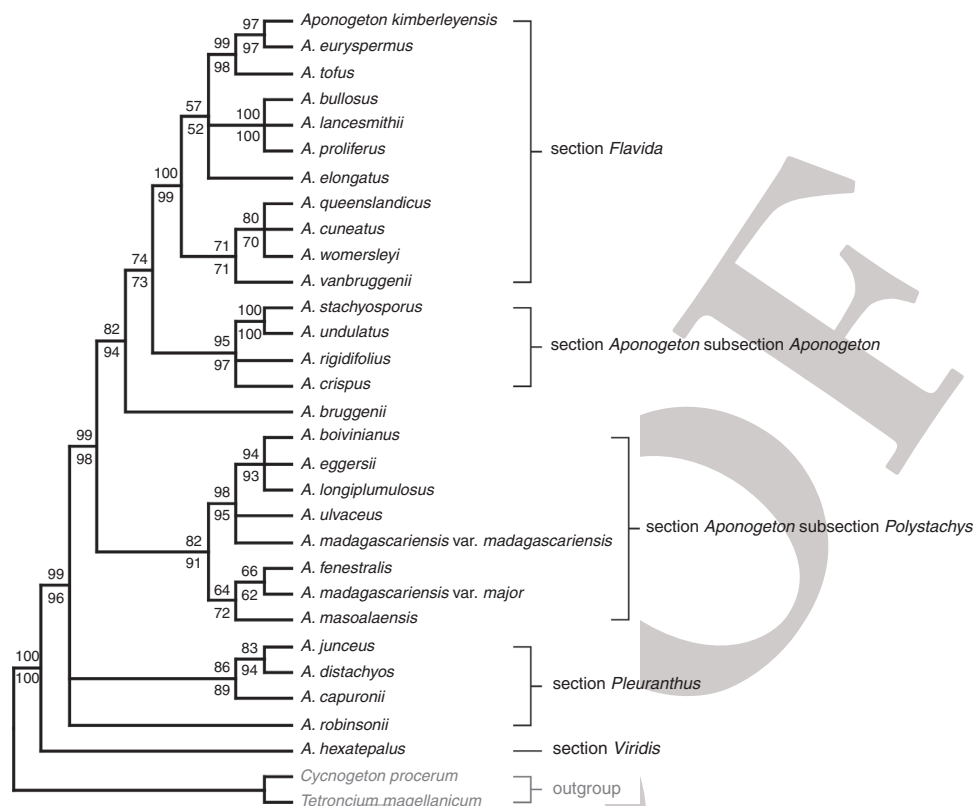 97
97
Aponogeton kimberleyensis
A. euryspermus
99
98
A. tofus
57
52
A. bullosus
100
100
A. lancesmithii
A. proliferus
section Flavida
A. elongatus
100
99
A. queenslandicus
80
70
A. cuneatus
A. womersleyi
71
71
A. vanbruggenii
74
73
A. stachyosporus
100
100
A. undulatus
95
97
A. rigidifolius
section Aponogeton subsection Aponogeton
A. crispus
82
94
A. bruggenii
99
98
A. boivinianus
94
93
A. eggersii
A. longiplumulosus
98
95
A. ulvaceus
section Aponogeton subsection Polystachys
A. madagascariensis var. madagascariensis
82
91
A. fenestralis
66
62
A. madagascariensis var. major
64
72
A. masoalaensis
99
96
A. junceus
83
94
A. distachyos
86
89
section Pleuranthus
A. capuronii
A. robinsonii
100
100
A. hexatepalus
section Viridis
Cycnogeton procerum
outgroup
Tetroncium magellanicum